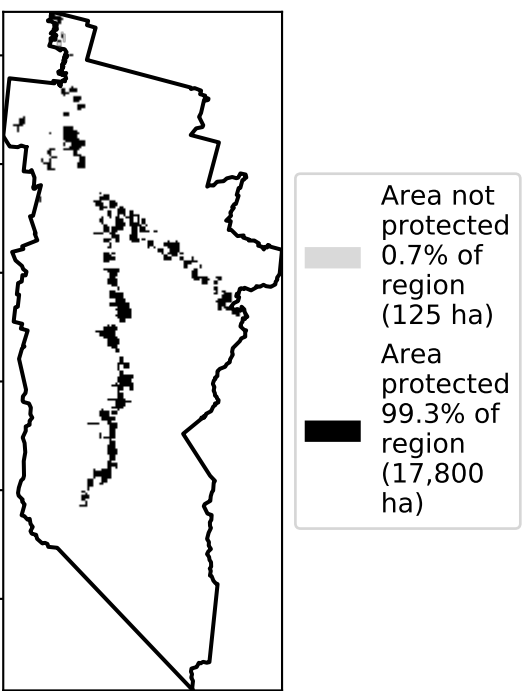 Area not
protected
0.7% of
region
(125 ha)
Area
protected
99.3% of
region
(17,800
ha)